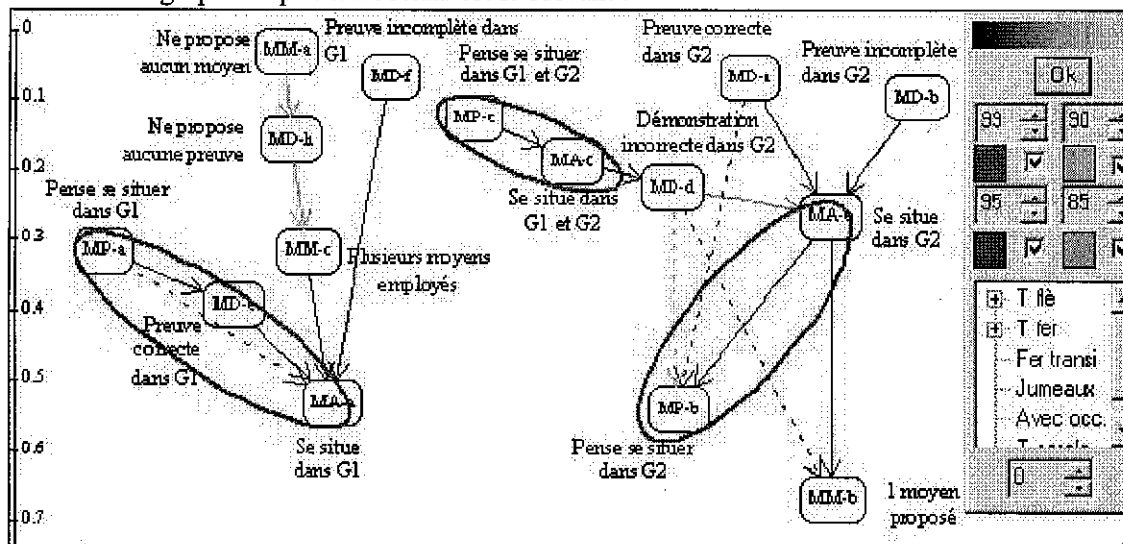 0
0.1
0.2
0.3
0.4
0.5
0.6
0.7
Ne propose
aucun moyen
MM-a
Preuve incomplète dans
G1
MD-f
Ne propose
aucune preuve
MD-h
Pense se situer
dans G1
MP-a
MM-c
Plusieurs moyens
employés
Preuve
correcte
dans G1
Se situe
dans G1
Pense se situer
dans G1 et G2
MP-c
MA-c
Se situe dans
G1 et G2
Preuve correcte
dans G2
MD-a
Preuve incomplète
dans G2
MD-b
Démonstration
incorrecte dans G2
MD-d
Se situe
dans G2
MP-b
Pense se situer
dans G2
MM-b
1 moyen
proposé
Ok
99
90
95
85
T flè
T fer
Fer transi
Jumeaux
Avec occ.
0